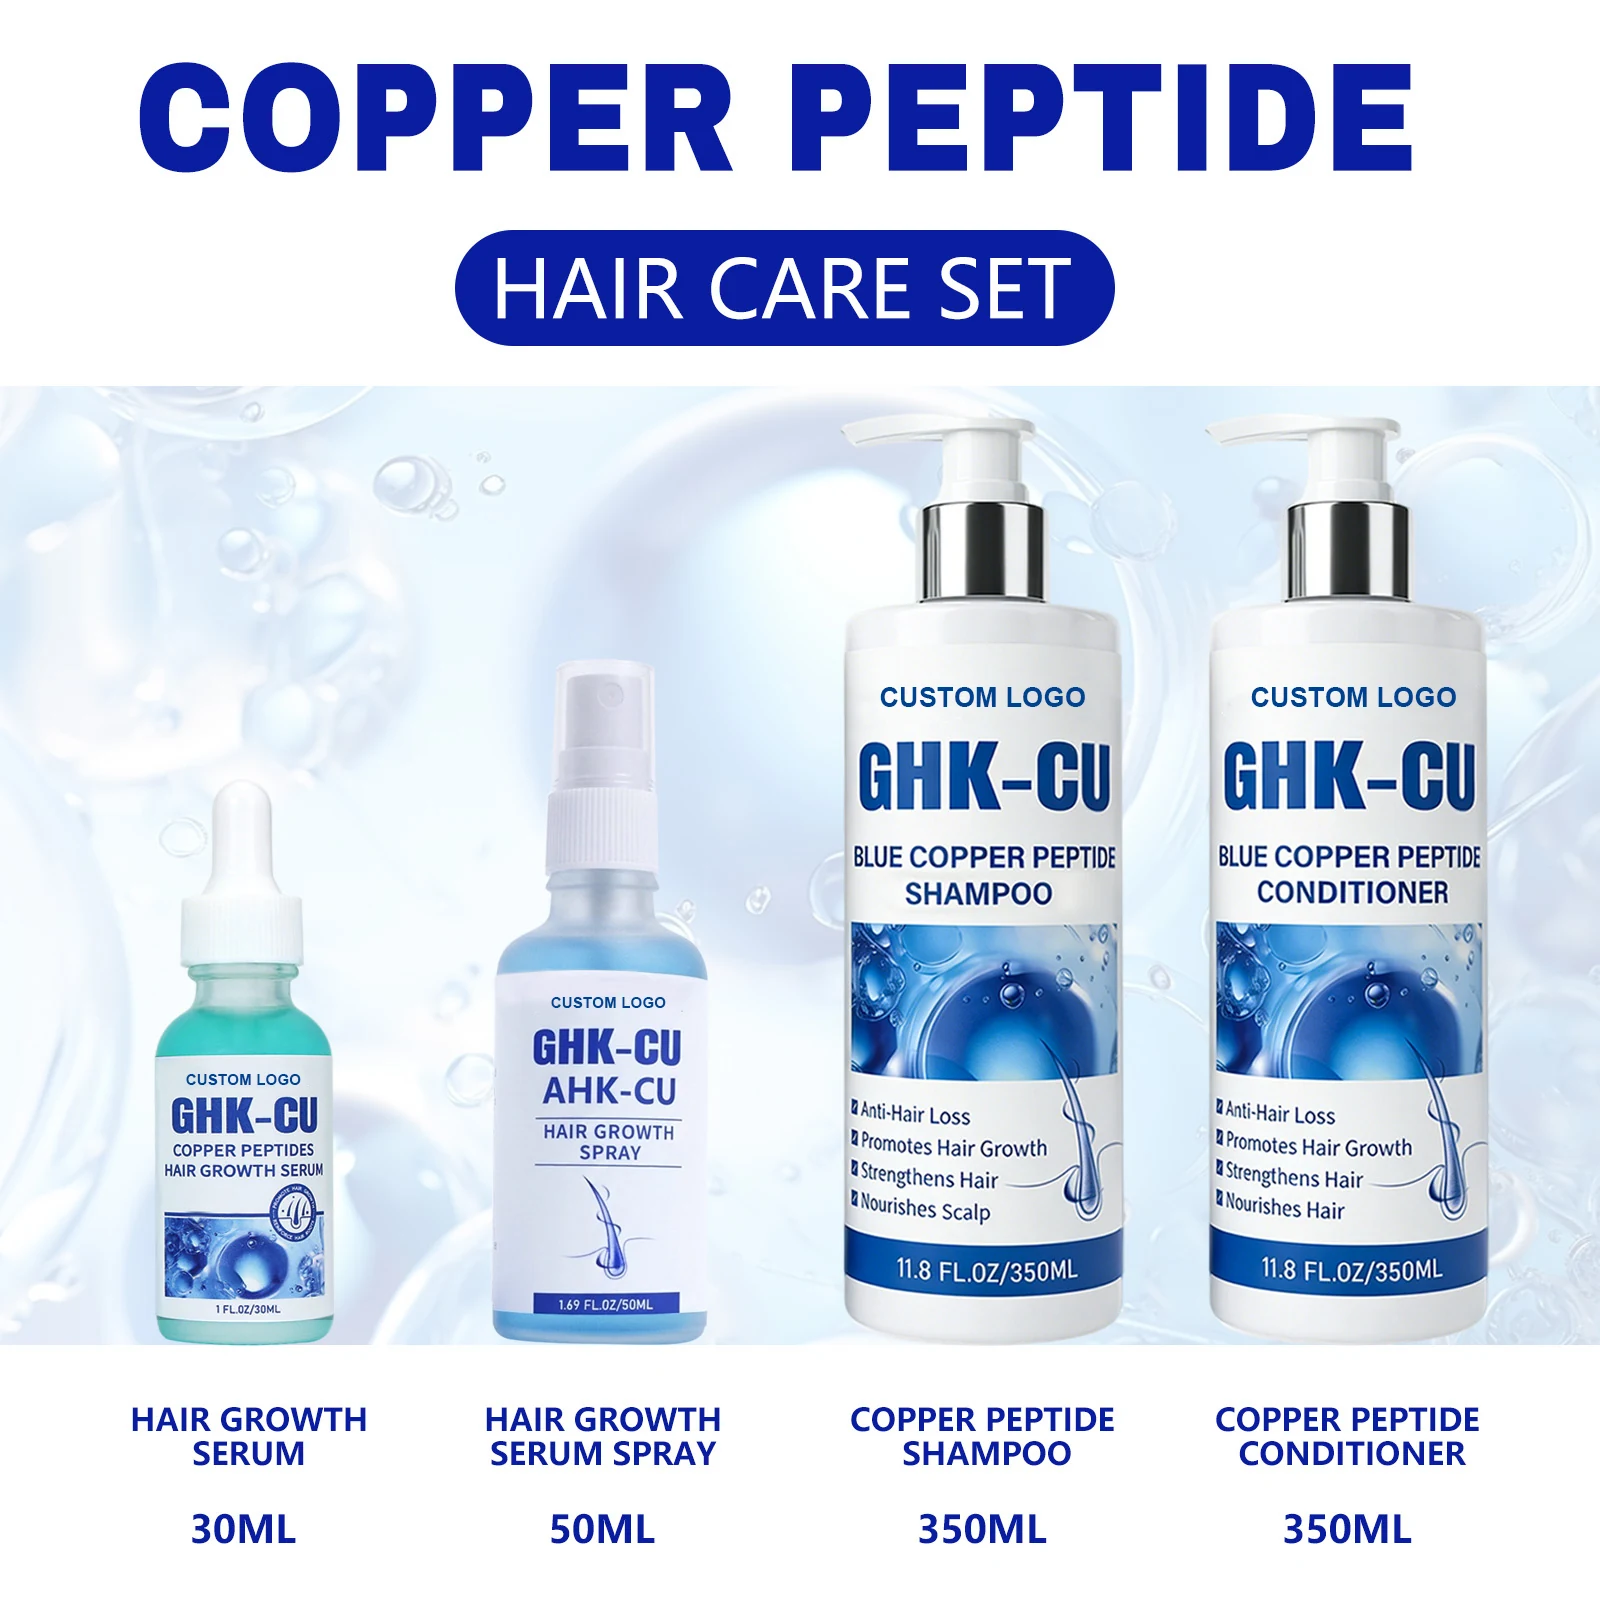 COPPER PEPTIDE
HAIR CARE SET
CUSTOM LOGO
GHK-CU
COPPER PEPTIDES
HAIR GROWTH SERUM
1 FL.OZ/30ML
CUSTOM LOGO
GHK-CU
AHK-CU
HAIR GROWTH
SPRAY
1.69 FL.OZ/50ML
CUSTOM LOGO
GHK-CU
BLUE COPPER PEPTIDE
SHAMPOO
Anti-Hair Loss
Promotes Hair Growth
Strengthens Hair
Nourishes Scalp
11.8 FL.OZ/350ML
CUSTOM LOGO
GHK-CU
BLUE COPPER PEPTIDE
CONDITIONER
Anti-Hair Loss
Promotes Hair Growth
Strengthens Hair
Nourishes Hair
11.8 FL.OZ/350ML
HAIR GROWTH
SERUM
30ML
HAIR GROWTH
SERUM SPRAY
50ML
COPPER PEPTIDE
SHAMPOO
350ML
COPPER PEPTIDE
CONDITIONER
350ML